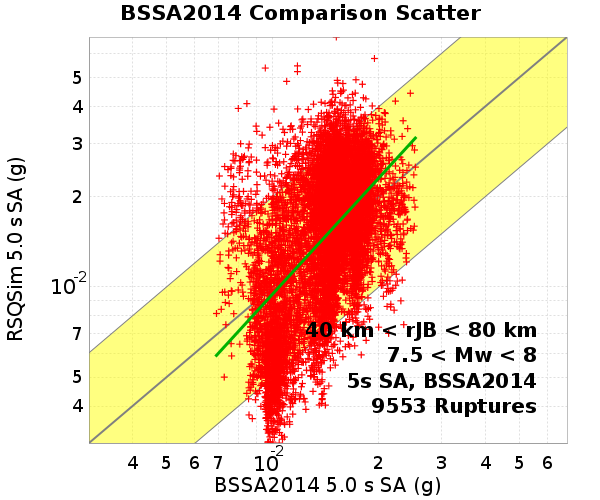 BSSA2014 Comparison Scatter
RSQSim 5.0 s SA (g)
5
4
3
2
10-2
7
5
4
40 km < rJB < 80 km
7.5 < Mw < 8
5s SA, BSSA2014
9553 Ruptures
4 5 6 7 10-2 2 3 4 5 6
BSSA2014 5.0 s SA (g)